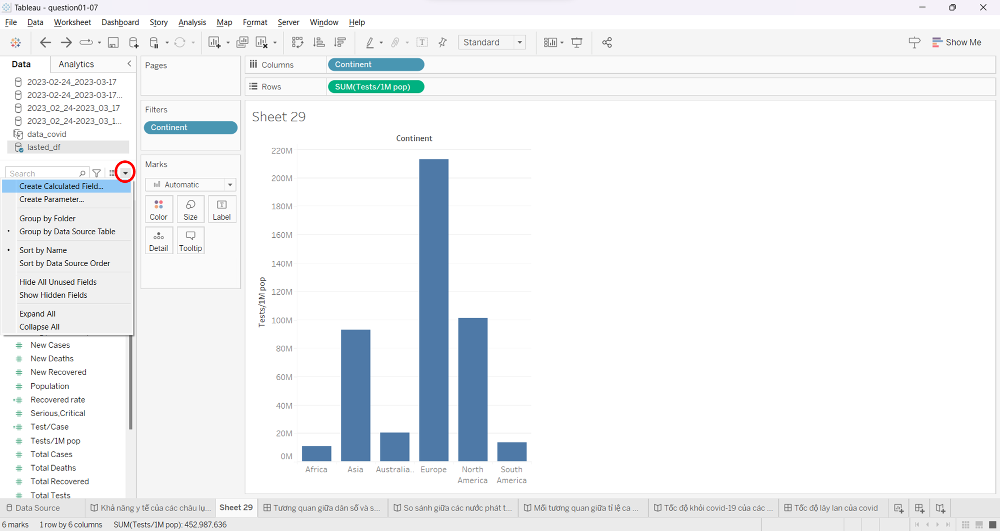 Tableau - question01-07
File Data Worksheet Dashboard Story Analysis Map Format Server Window Help
Standard
Show Me
Data Analytics
2023-02-24_2023-03-17
2023-02-24_2023-03-17...
2023_02_24-2023_03_17
2023_02_24-2023_03_1...
data_covid
lasted_df
Search
Create Calculated Field...
Create Parameter...
Group by Folder
Group by Data Source Table
Sort by Name
Sort by Data Source Order
Hide All Unused Fields
Show Hidden Fields
Expand All
Collapse All
New Cases
New Deaths
New Recovered
Population
Recovered rate
Serious,Critical
Test/Case
Tests/1M pop
Total Cases
Total Deaths
Total Recovered
Total Tests
Pages
Filters
Continent
Marks
Automatic
Color Size Label
Detail Tooltip
Columns Continent
Rows SUM(Tests/1M pop)
Sheet 29
Continent
220M
200M
180M
160M
140M
120M
100M
80M
60M
40M
20M
0M
Tests/1M pop
Africa Asia Australia.. Europe North America South America
Data Source Khả năng y tế của các châu lụ... Sheet 29 Tương quan giữa dân số và s... So sánh giữa các nước phát t... Mối tương quan giữa tỉ lệ ca ... Tốc độ khỏi covid-19 của các ... Tốc độ lây lan của covid
6 marks 1 row by 6 columns SUM(Tests/1M pop): 452,987,636